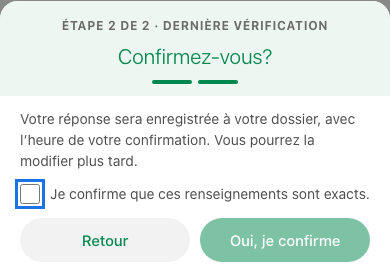 ÉTAPE 2 DE 2 · DERNIÈRE VÉRIFICATION
Confirmez-vous?
Votre réponse sera enregistrée à votre dossier, avec
l’heure de votre confirmation. Vous pourrez la
modifier plus tard.
Je confirme que ces renseignements sont exacts.
Retour
Oui, je confirme